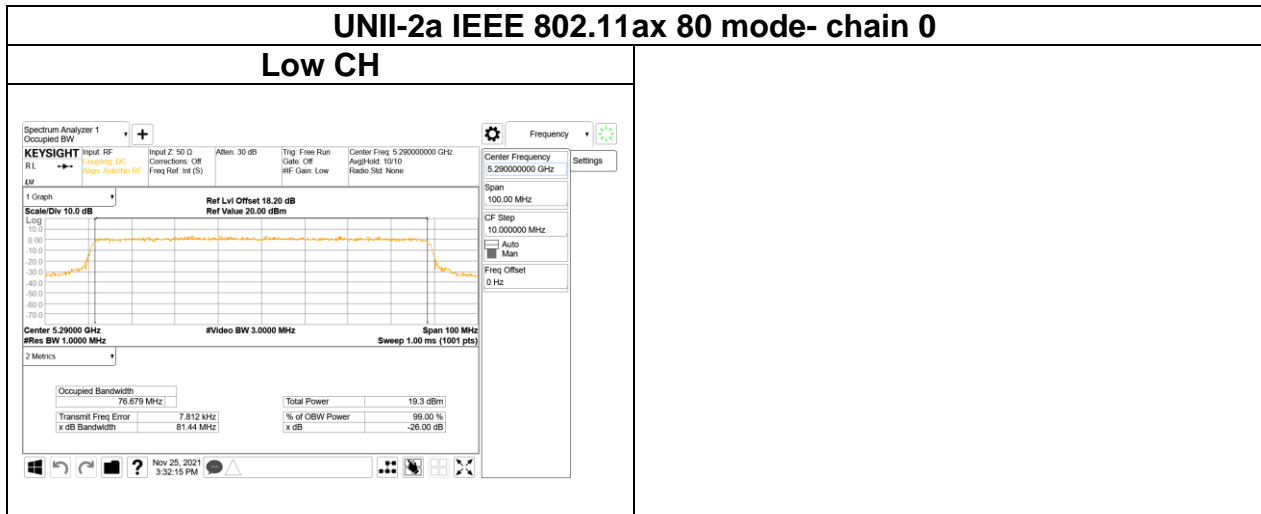 UNII-2a IEEE 802.11ax 80 mode- chain 0
Low CH
Spectrum Analyzer 1
Occupied BW
Frequency
Settings
KEYSIGHT
RL
Input: RF
Coupling: DC
Align: Auto/No RF
Input Z: 50 Ω
Corrections: Off
Freq Ref: Int (S)
Atten: 30 dB
Trig: Free Run
Gate: Off
#IF Gain: Low
Center Freq: 5.290000000 GHz
Avg|Hold: 10/10
Radio Std: None
Center Frequency
5.290000000 GHz
Span
100.00 MHz
CF Step
10.000000 MHz
Auto
Man
Freq Offset
0 Hz
1 Graph
Scale/Div 10.0 dB
Ref Lvl Offset 18.20 dB
Ref Value 20.00 dBm
Log
10.0
0.00
-10.0
-20.0
-30.0
-40.0
-50.0
-60.0
-70.0
Center 5.29000 GHz
#Res BW 1.0000 MHz
#Video BW 3.0000 MHz
Span 100 MHz
Sweep 1.00 ms (1001 pts)
2 Metrics
Occupied Bandwidth
76.679 MHz
Total Power 19.3 dBm
Transmit Freq Error 7.812 kHz
% of OBW Power 99.00 %
x dB Bandwidth 81.44 MHz
x dB -26.00 dB
?
Nov 25, 2021
3:32:15 PM